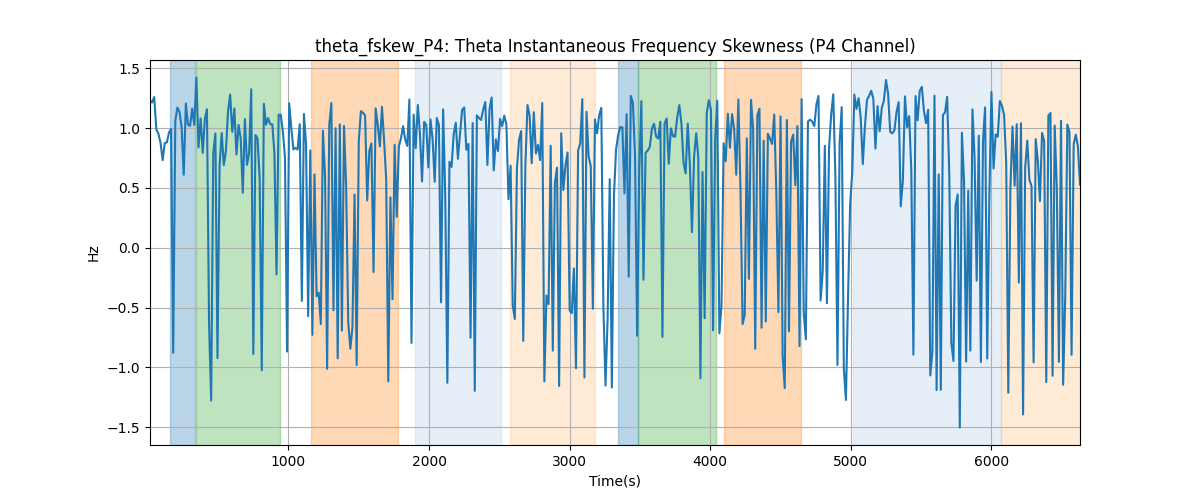 theta_fskew_P4: Theta Instantaneous Frequency Skewness (P4 Channel)
1.5
1.0
0.5
0.0
−0.5
−1.0
−1.5
Hz
1000 2000 3000 4000 5000 6000
Time(s)